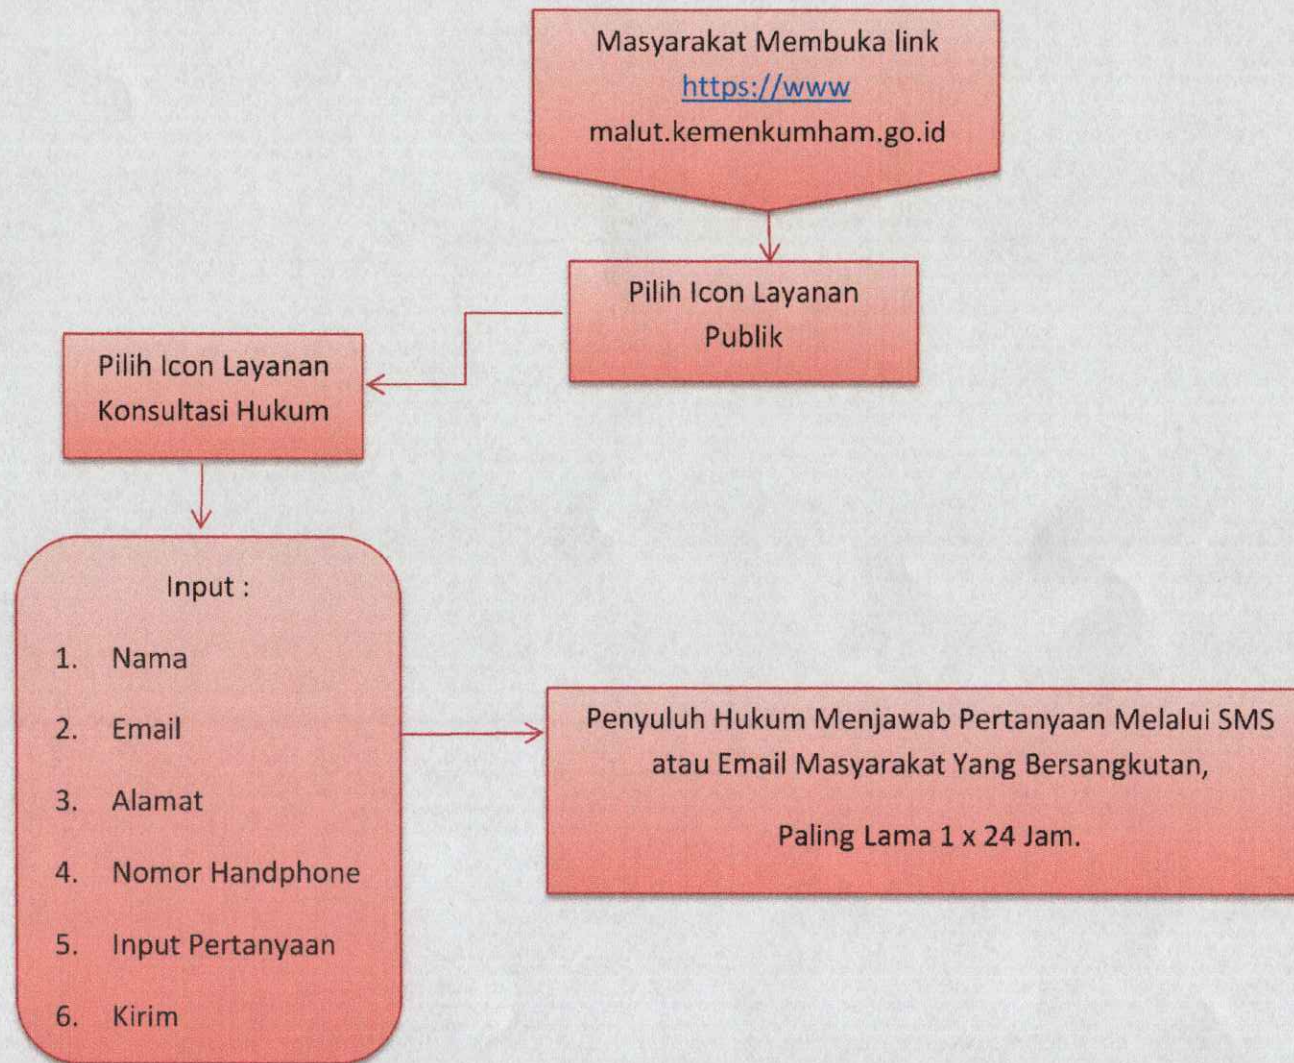 Masyarakat Membuka link
https://www
malut.kemenkumham.go.id
Pilih Icon Layanan
Publik
Pilih Icon Layanan
Konsultasi Hukum
Input :
1. Nama
2. Email
3. Alamat
4. Nomor Handphone
5. Input Pertanyaan
6. Kirim
Penyuluh Hukum Menjawab Pertanyaan Melalui SMS
atau Email Masyarakat Yang Bersangkutan,
Paling Lama 1 x 24 Jam.